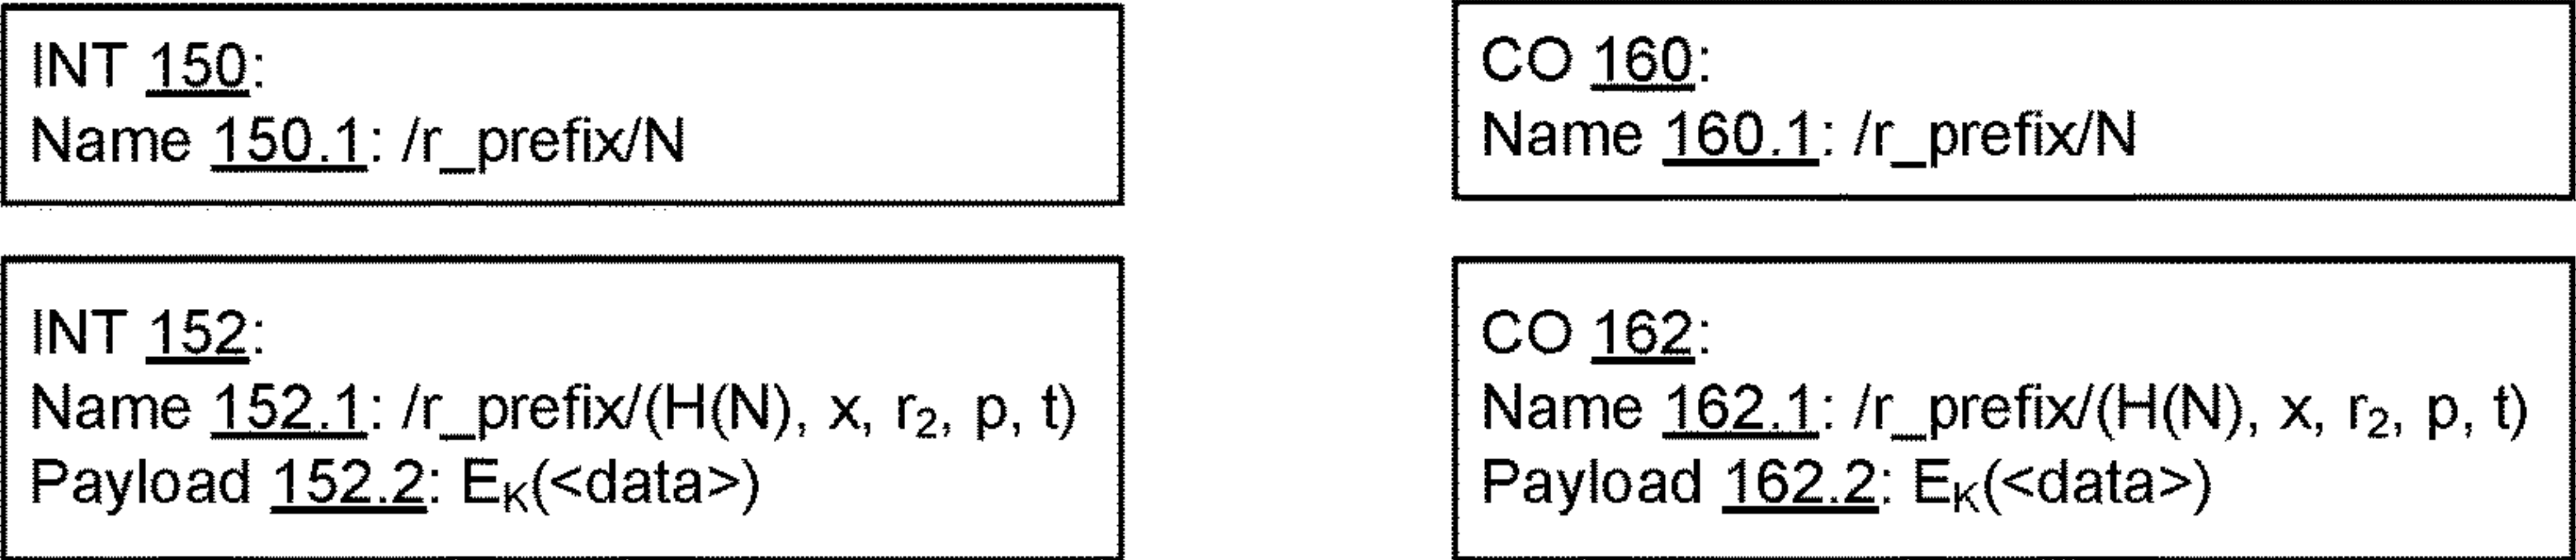 INT 150:
Name 150.1: /r_prefix/N
CO 160:
Name 160.1: /r_prefix/N
INT 152:
Name 152.1: /r_prefix/(H(N), x, r₂, p, t)
Payload 152.2: Eₖ(<data>)
CO 162:
Name 162.1: /r_prefix/(H(N), x, r₂, p, t)
Payload 162.2: Eₖ(<data>)